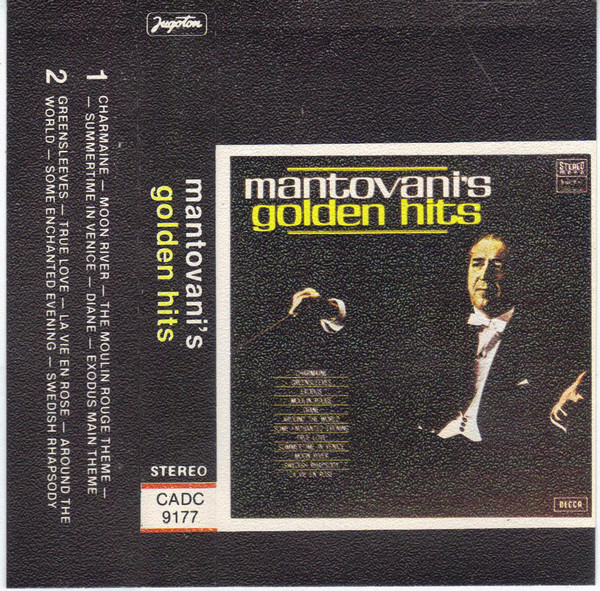 Jugoton
1
CHARMAINE — MOON RIVER — THE MOULIN ROUGE THEME —
— SUMMERTIME IN VENICE — DIANE — EXODUS MAIN THEME
2
GREENSLEEVES — TRUE LOVE — LA VIE EN ROSE — AROUND THE
WORLD — SOME ENCHANTED EVENING — SWEDISH RHAPSODY
mantovani's
golden hits
STEREO
CADC
9177
STEREO
mantovani's
golden hits
CHARMAINE
GREENSLEEVES
EXODUS
MOULIN ROUGE
DIANE
AROUND THE WORLD
SOME ENCHANTED EVENING
TRUE LOVE
SUMMERTIME IN VENICE
MOON RIVER
SWEDISH RHAPSODY
LA VIE EN ROSE
DECCA